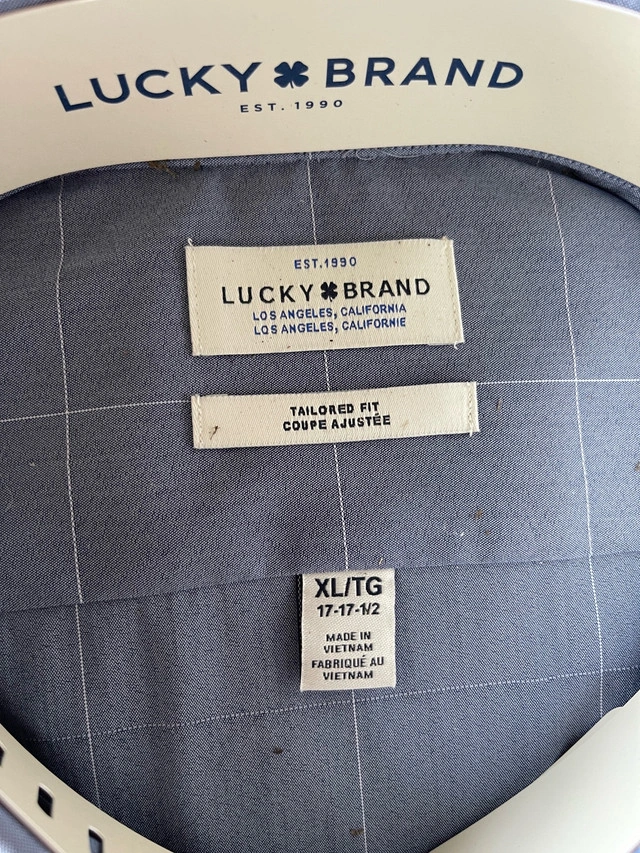 LUCKY BRAND
EST. 1990
EST.1990
LUCKY BRAND
LOS ANGELES, CALIFORNIA
LOS ANGELES, CALIFORNIE
TAILORED FIT
COUPE AJUSTÉE
XL/TG
17-17-1/2
MADE IN
VIETNAM
FABRIQUÉ AU
VIETNAM